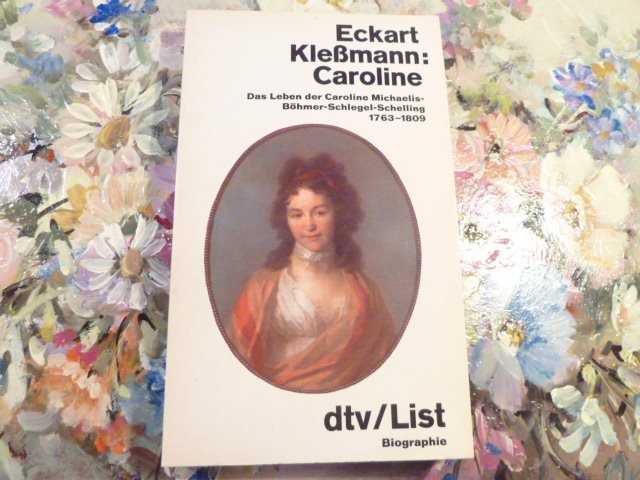 Eckart
Kleßmann:
Caroline
Das Leben der Caroline Michaelis-
Böhmer-Schlegel-Schelling
1763–1809
dtv/List
Biographie